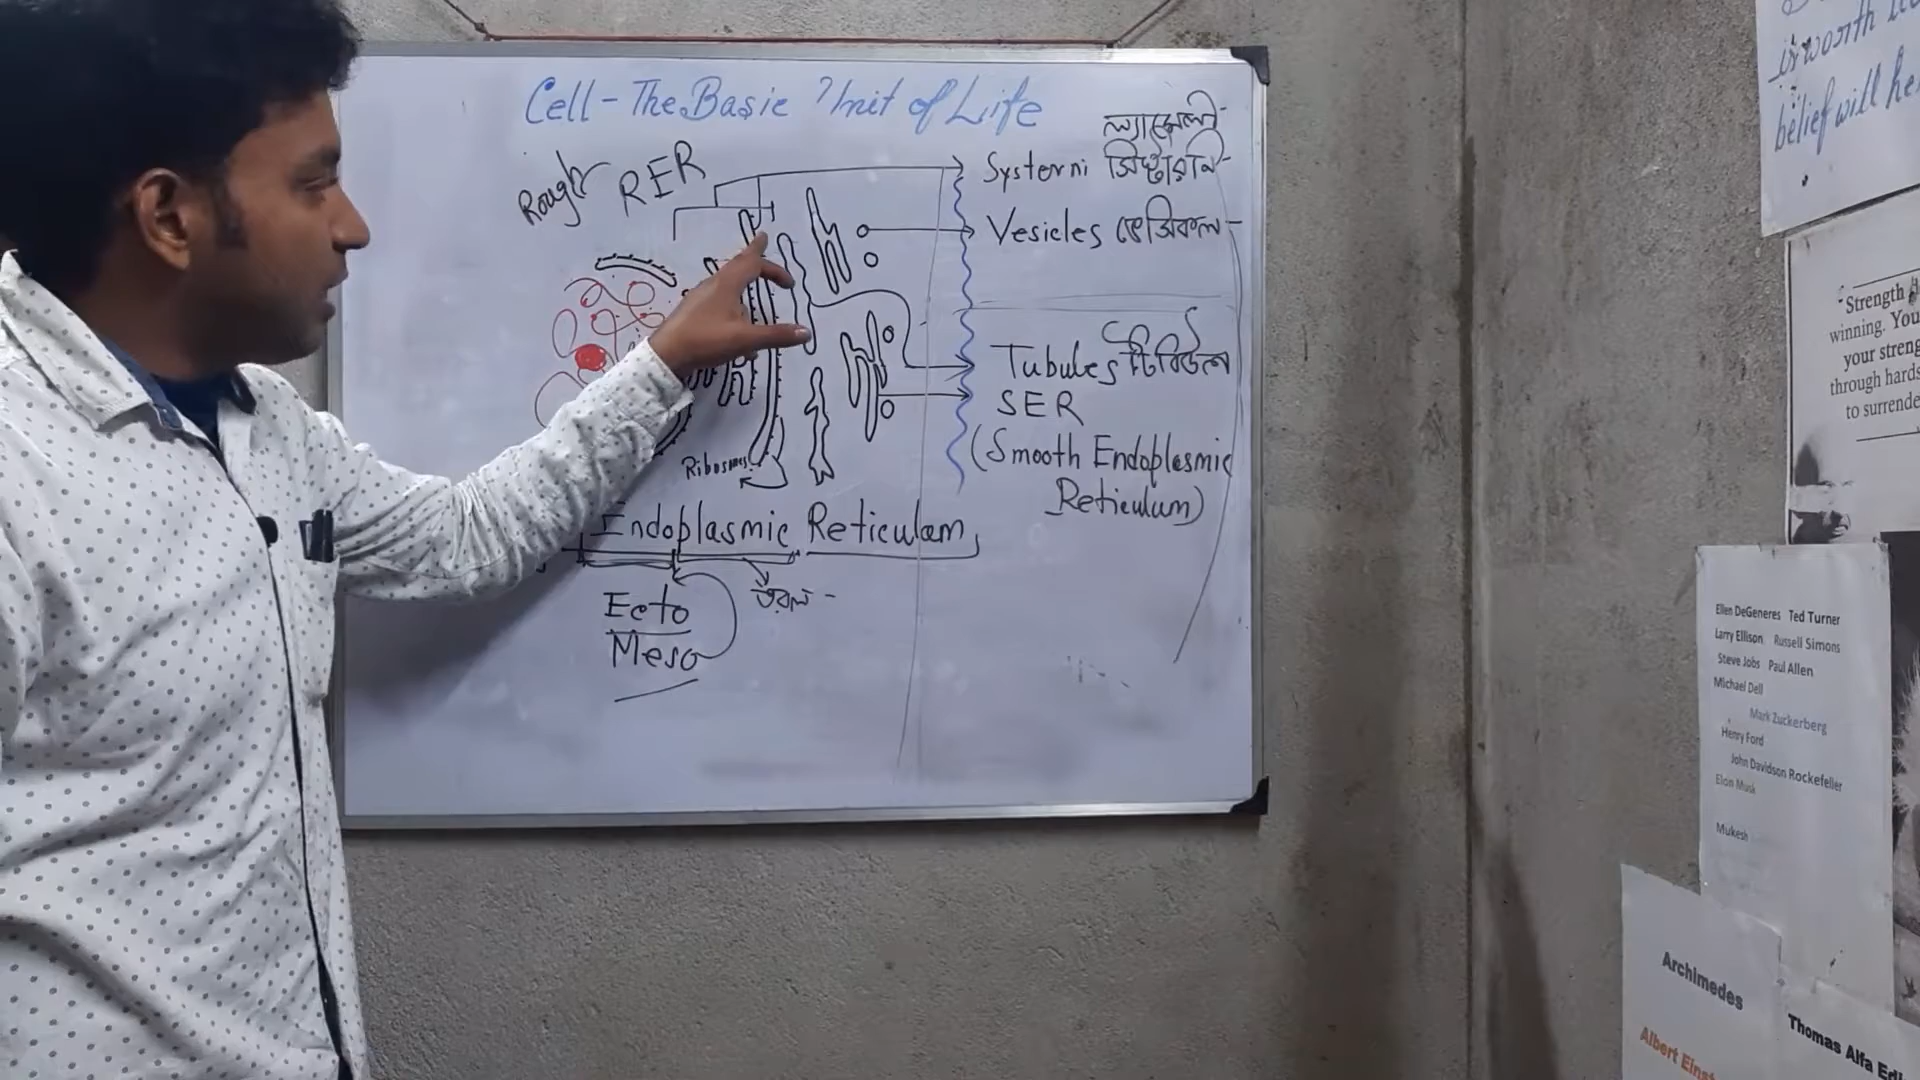 Cell - The Basic Unit of Life
Rough RER
Systerni সিষ্টারনি
Vesicles ভেসিকল
Tubules টিবিউল
SER
(Smooth Endoplasmic
Reticulum)
Ribosomes
Endoplasmic Reticulam
Ecto
Meso
তরল -
is worth
belief will
"Strength
winning. You
your streng
through hards
to surrende
Ellen DeGeneres Ted Turner
Larry Ellison Russell Simons
Steve Jobs Paul Allen
Michael Dell
Mark Zuckerberg
Henry Ford
John Davidson Rockefeller
Elon Musk
Mukesh
Archimedes
Albert Einst
Thomas Alfa Edi